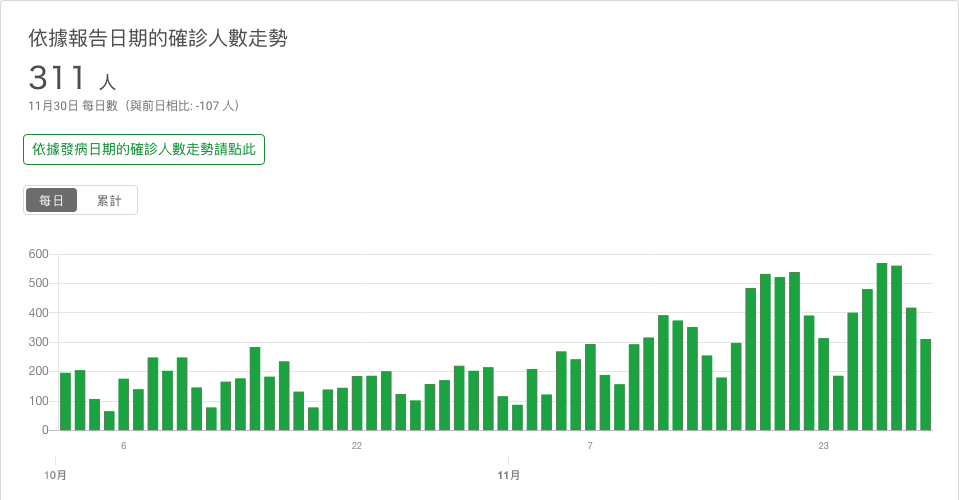 依據報告日期的確診人數走勢
311 人
11月30日 每日數（與前日相比: -107 人）
依據發病日期的確診人數走勢請點此
每日 累計
600
500
400
300
200
100
0
6 22 7 23
10月 11月